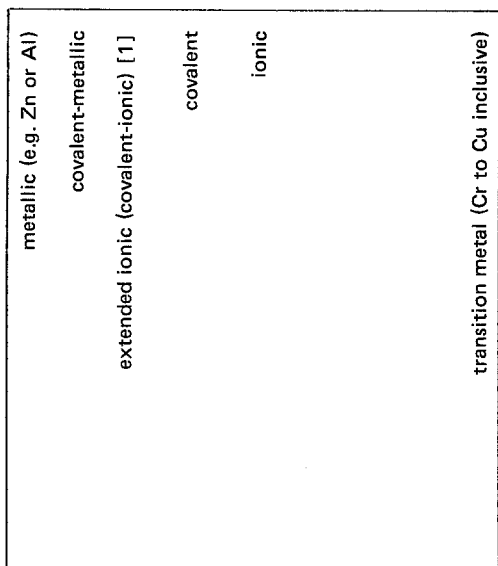 metallic (e.g. Zn or Al)
covalent-metallic
extended ionic (covalent-ionic) [1]
covalent
ionic
transition metal (Cr to Cu inclusive)